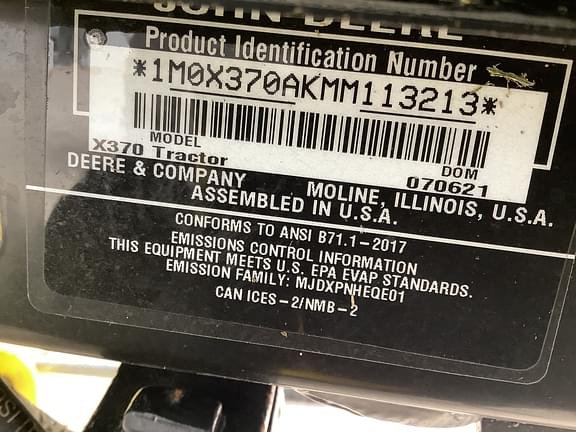 JOHN DEERE
Product Identification Number
*1M0X370AKMM113213*
MODEL
X370 Tractor
DOM
070621
DEERE & COMPANY MOLINE, ILLINOIS, U.S.A.
ASSEMBLED IN U.S.A.
CONFORMS TO ANSI B71.1-2017
EMISSIONS CONTROL INFORMATION
THIS EQUIPMENT MEETS U.S. EPA EVAP STANDARDS.
EMISSION FAMILY: MJDXPNHEQE01
CAN ICES-2/NMB-2